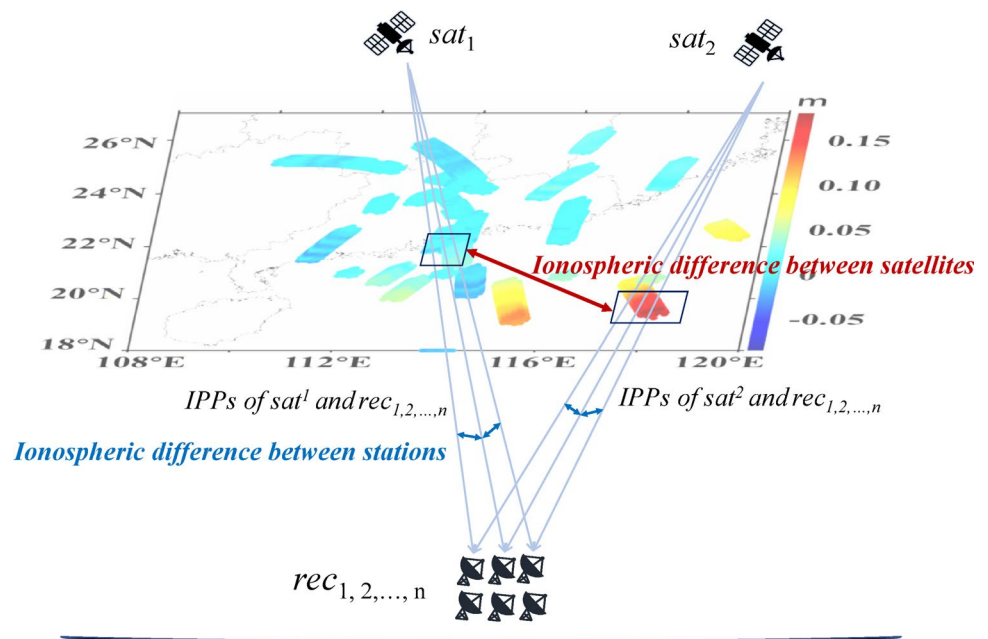 sat1
sat2
m
26°N
0.15
24°N
0.10
0.05
22°N
Ionospheric difference between satellites
0
20°N
-0.05
18°N
108°E
112°E
116°E
120°E
IPPs of sat1 and rec1,2,...,n
IPPs of sat2 and rec1,2,...,n
Ionospheric difference between stations
rec1, 2,..., n